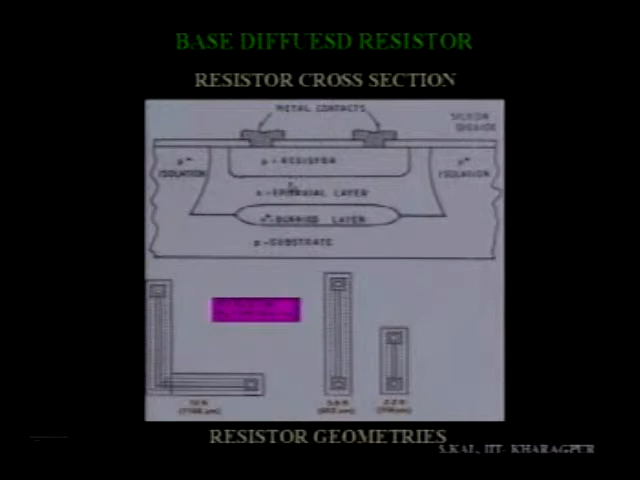 BASE DIFFUESD RESISTOR
RESISTOR CROSS SECTION
METAL CONTACTS
SILICON
DIOXIDE
P - RESISTOR
P+
ISOLATION
P+
ISOLATION
n - EPITAXIAL LAYER
n+-BURRIED LAYER
P-SUBSTRATE
RESISTOR GEOMETRIES
S.KAL, IIT- KHARAGPUR